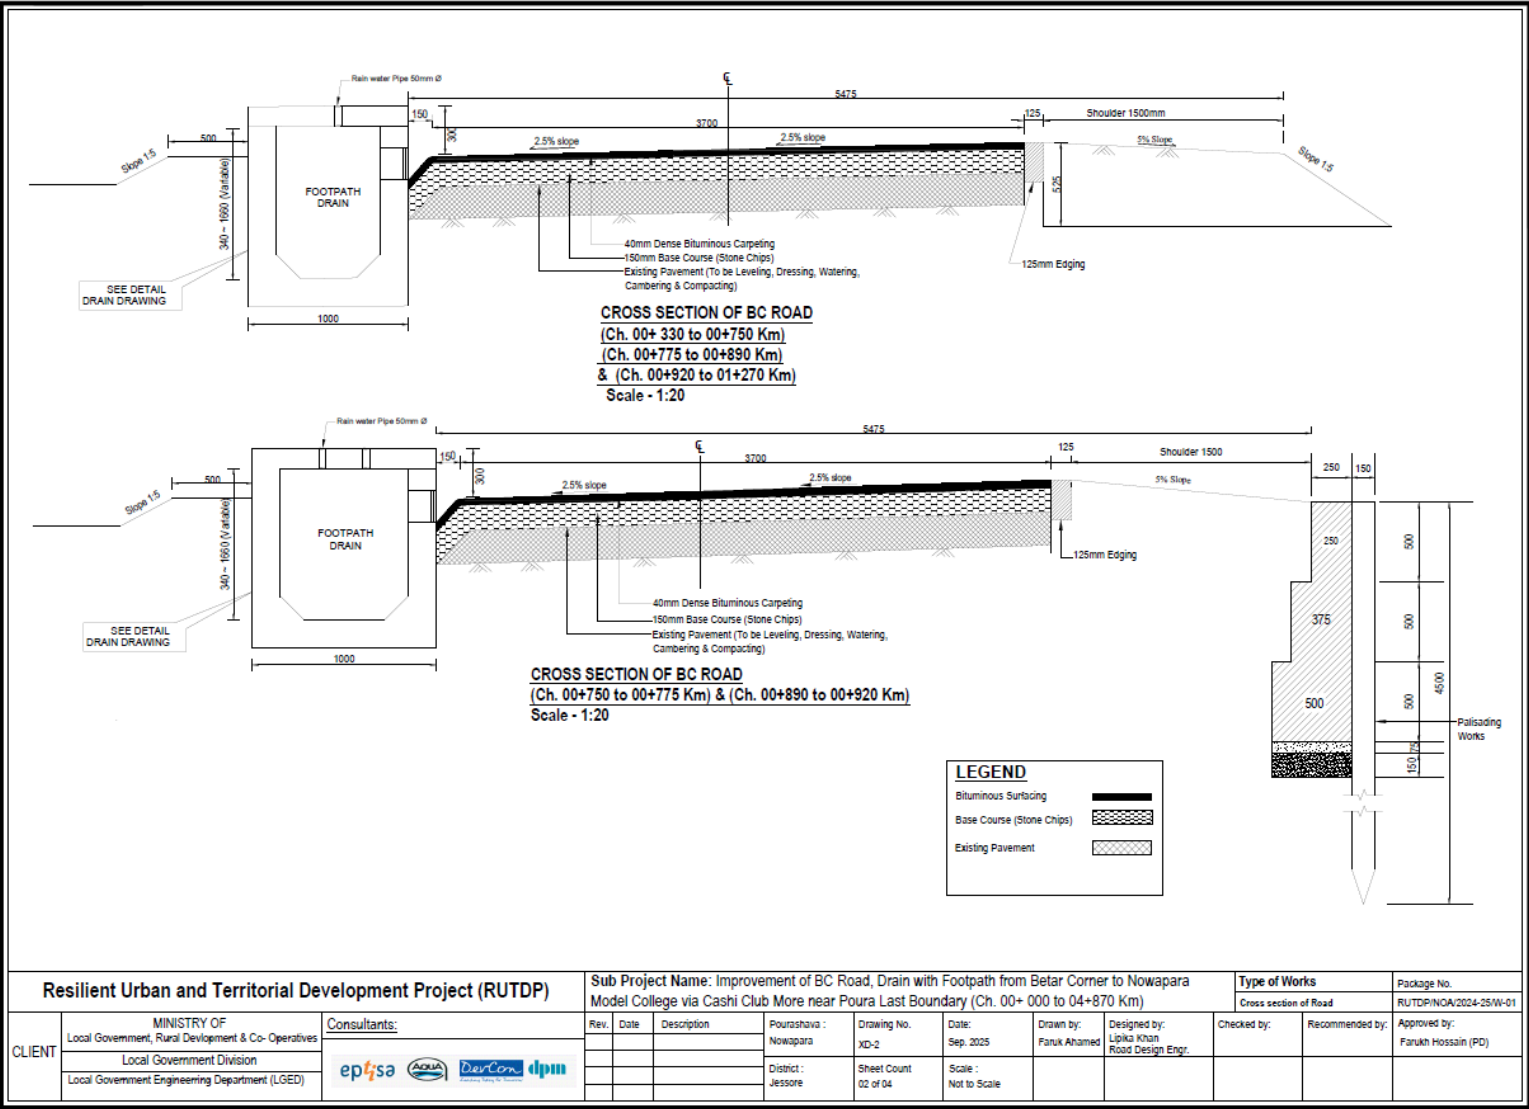 Rain water Pipe 50mm Ø
℄
5475
150
300
3700
125
Shoulder 1500mm
500
2.5% slope
2.5% slope
5% Slope
Slope 1:5
Slope 1:5
340 ~ 1660 (Variable)
FOOTPATH
DRAIN
525
40mm Dense Bituminous Carpeting
150mm Base Course (Stone Chips)
Existing Pavement (To be Leveling, Dressing, Watering,
Cambering & Compacting)
125mm Edging
SEE DETAIL
DRAIN DRAWING
1000
CROSS SECTION OF BC ROAD
(Ch. 00+ 330 to 00+750 Km)
(Ch. 00+775 to 00+890 Km)
& (Ch. 00+920 to 01+270 Km)
Scale - 1:20
Rain water Pipe 50mm Ø
5475
℄
150
300
3700
125
Shoulder 1500
250
150
500
2.5% slope
2.5% slope
5% Slope
Slope 1:5
340 ~ 1660 (Variable)
FOOTPATH
DRAIN
250
500
125mm Edging
375
500
40mm Dense Bituminous Carpeting
150mm Base Course (Stone Chips)
Existing Pavement (To be Leveling, Dressing, Watering,
Cambering & Compacting)
SEE DETAIL
DRAIN DRAWING
1000
500
500
4500
75
150
Palisading
Works
CROSS SECTION OF BC ROAD
(Ch. 00+750 to 00+775 Km) & (Ch. 00+890 to 00+920 Km)
Scale - 1:20
LEGEND
Bituminous Surfacing
Base Course (Stone Chips)
Existing Pavement
Resilient Urban and Territorial Development Project (RUTDP)
Sub Project Name: Improvement of BC Road, Drain with Footpath from Betar Corner to Nowapara
Model College via Cashi Club More near Poura Last Boundary (Ch. 00+ 000 to 04+870 Km)
Type of Works
Cross section of Road
Package No.
RUTDP/NOA/2024-25/W-01
CLIENT
MINISTRY OF
Local Government, Rural Devlopment & Co- Operatives
Local Government Division
Local Government Engineering Department (LGED)
Consultants:
eptisa
AQUA
DevCon
dpm
Rev.
Date
Description
Pourashava :
Nowapara
District :
Jessore
Drawing No.
XD-2
Sheet Count
02 of 04
Date:
Sep. 2025
Scale :
Not to Scale
Drawn by:
Faruk Ahamed
Designed by:
Lipika Khan
Road Design Engr.
Checked by:
Recommended by:
Approved by:
Farukh Hossain (PD)